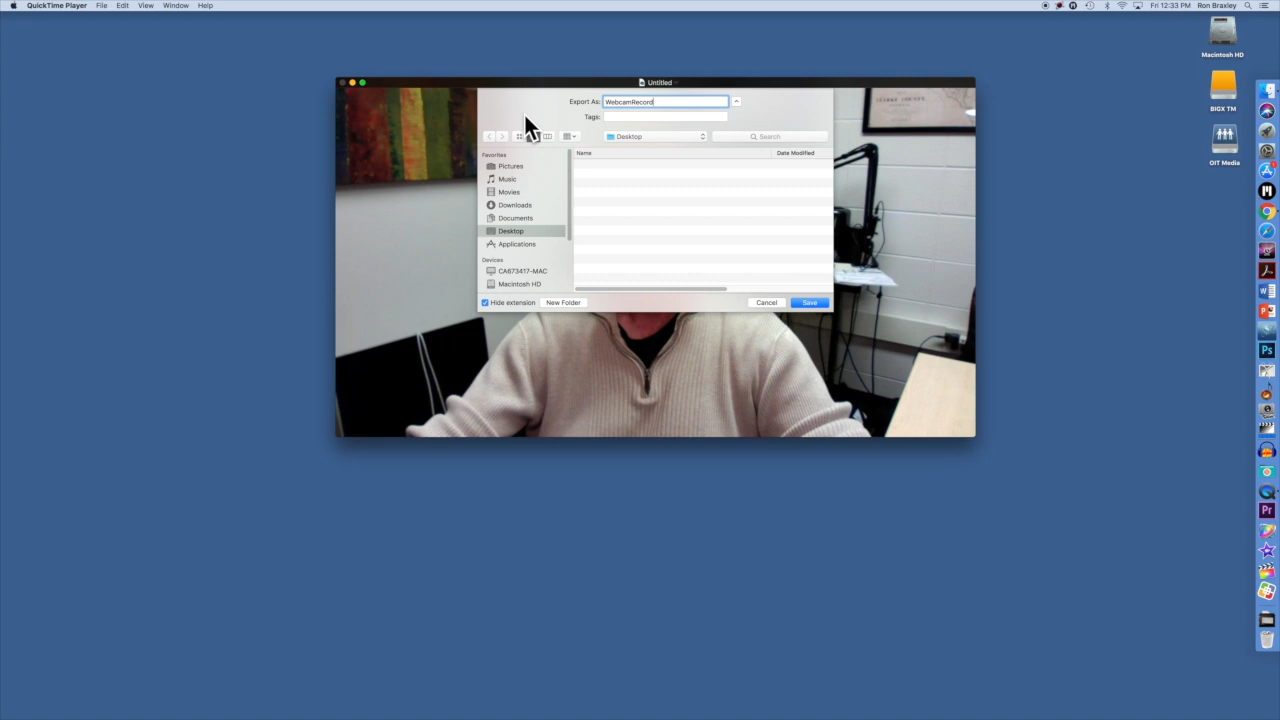 QuickTime Player File Edit View Window Help
Fri 12:33 PM Ron Braxley
Macintosh HD
BIGX TM
OIT Media
Untitled
Export As: WebcamRecord
Tags:
Desktop
Search
Favorites
Pictures
Music
Movies
Downloads
Documents
Desktop
Applications
Devices
CA673417-MAC
Macintosh HD
Name Date Modified
Hide extension New Folder Cancel Save
Ps
Pr